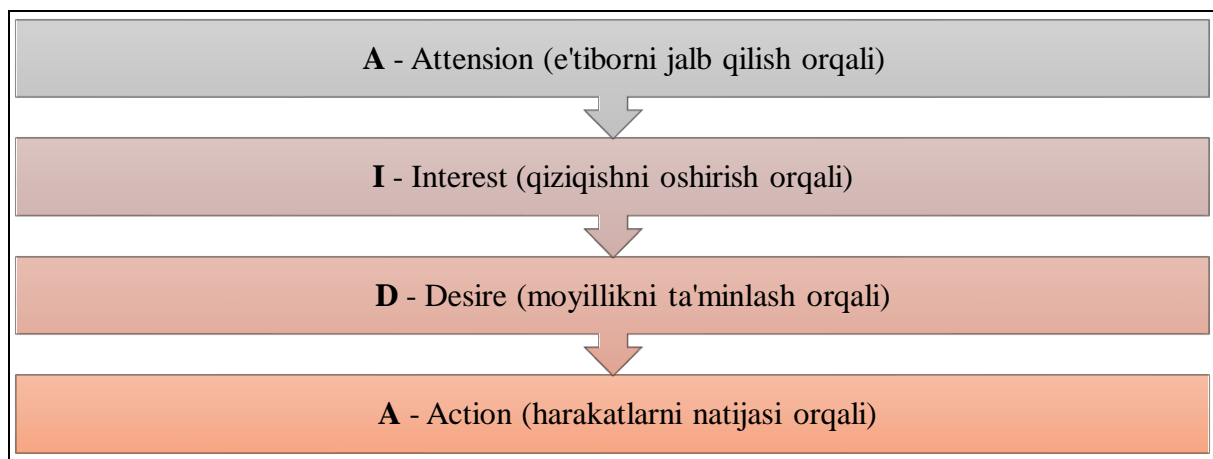 A - Attension (e'tiborni jalb qilish orqali)
I - Interest (qiziqishni oshirish orqali)
D - Desire (moyillikni ta'minlash orqali)
A - Action (harakatlarni natijasi orqali)